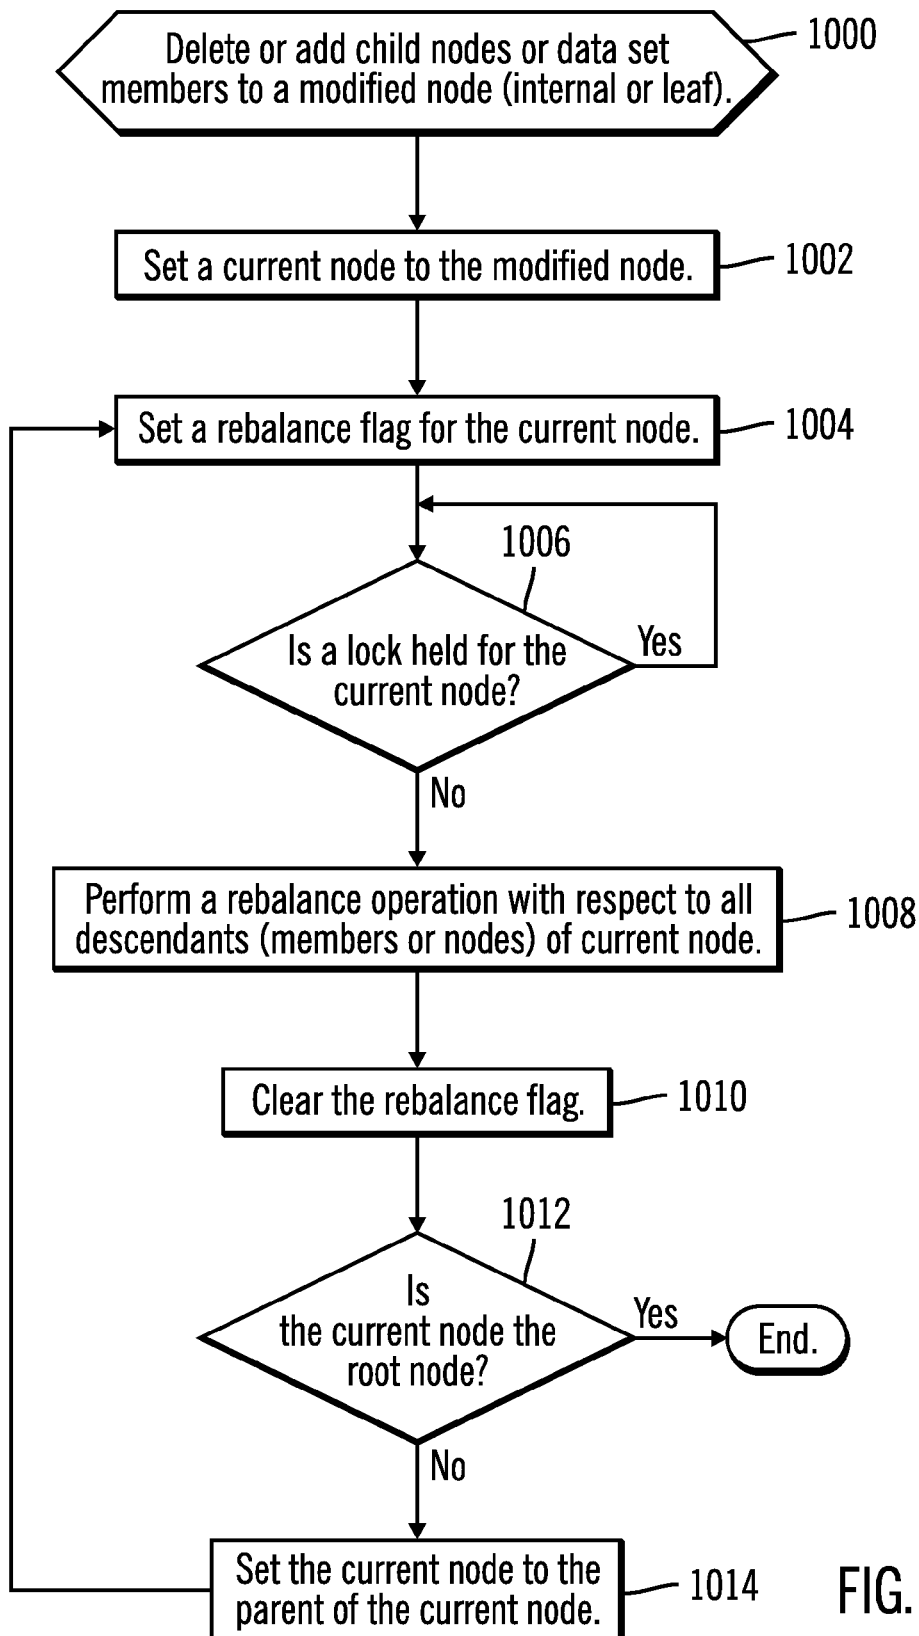 1000
Delete or add child nodes or data set
members to a modified node (internal or leaf).
Set a current node to the modified node.
1002
Set a rebalance flag for the current node.
1004
1006
Is a lock held for the
current node?
Yes
No
Perform a rebalance operation with respect to all
descendants (members or nodes) of current node.
1008
Clear the rebalance flag.
1010
1012
Is
the current node the
root node?
Yes
End.
No
Set the current node to the
parent of the current node.
1014
FIG.